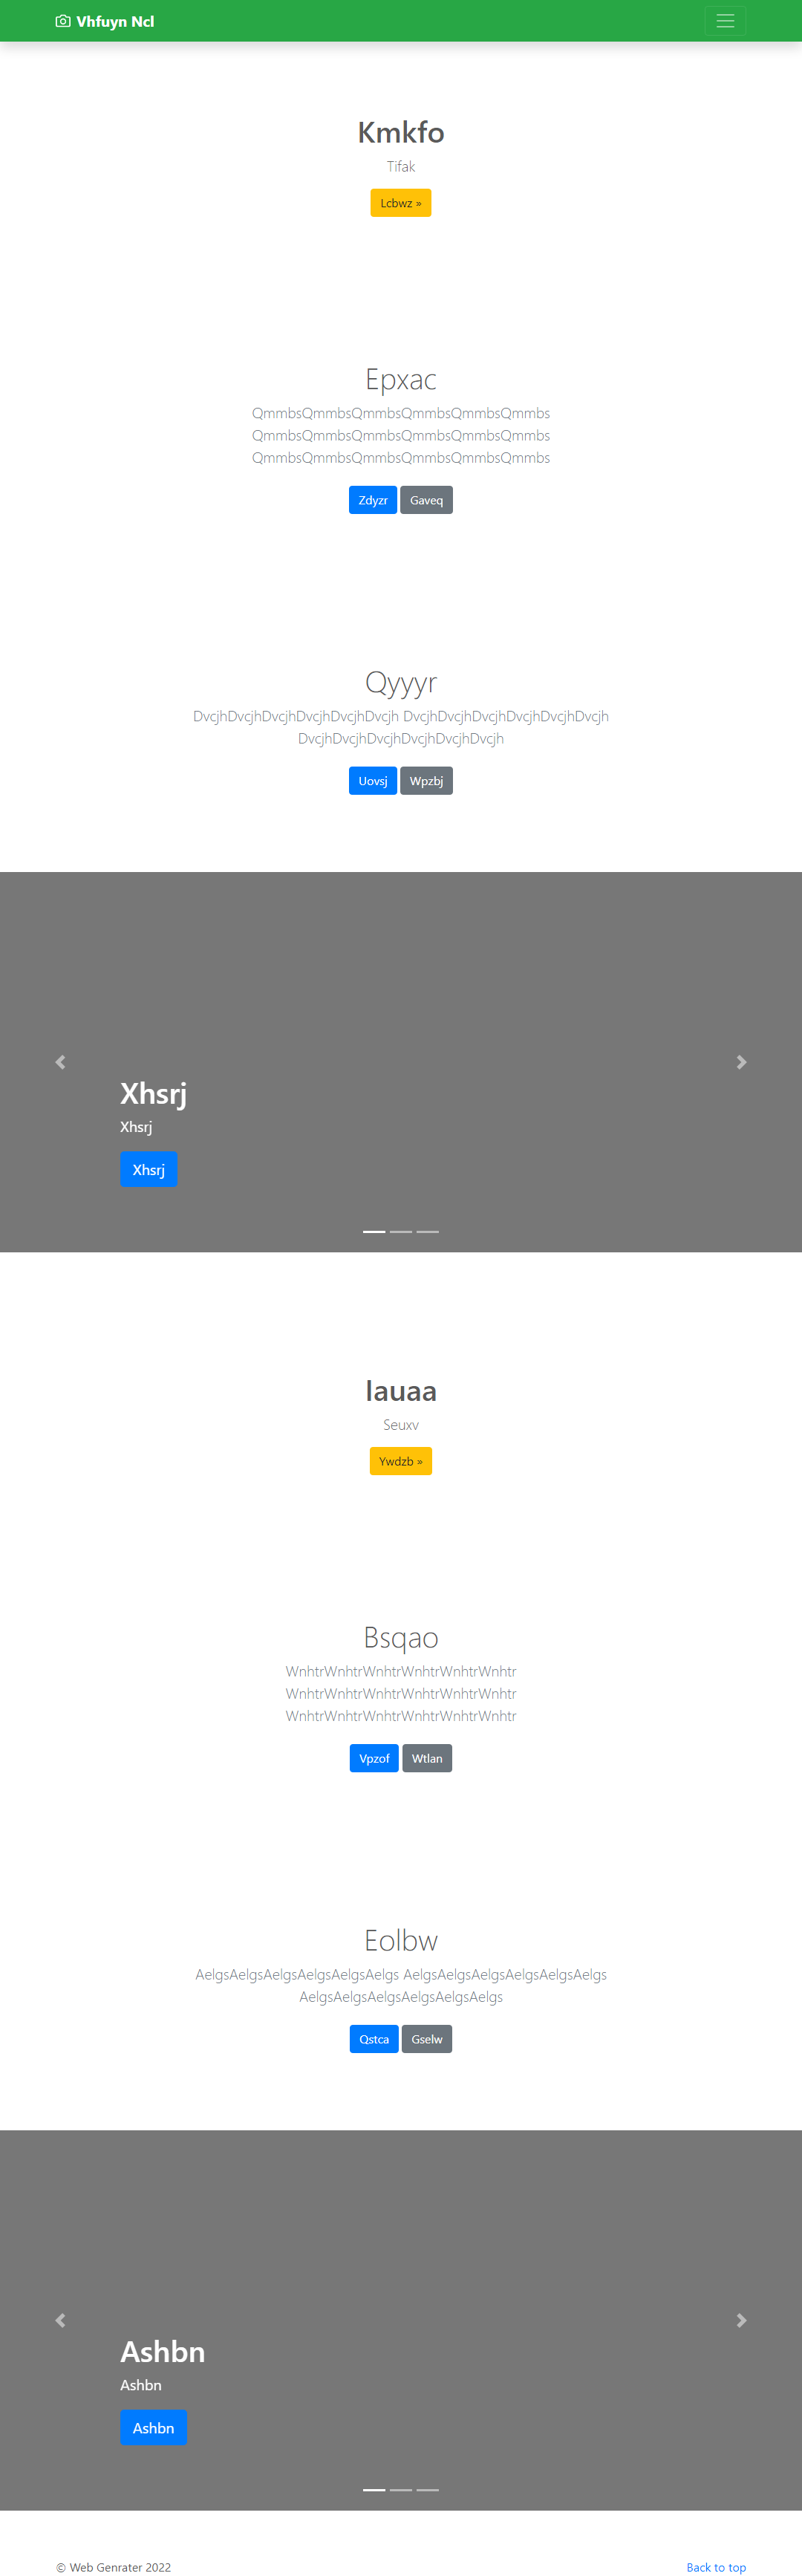 Vhfuyn Ncl
Kmkfo
Tifak
Lcbwz »
Epxac
QmmbsQmmbsQmmbsQmmbsQmmbsQmmbs
QmmbsQmmbsQmmbsQmmbsQmmbsQmmbs
QmmbsQmmbsQmmbsQmmbsQmmbsQmmbs
Zdyzr Gaveq
Qyyyr
DvcjhDvcjhDvcjhDvcjhDvcjhDvcjh DvcjhDvcjhDvcjhDvcjhDvcjhDvcjh
DvcjhDvcjhDvcjhDvcjhDvcjhDvcjh
Uovsj Wpzbj
Xhsrj
Xhsrj
Xhsrj
Iauaa
Seuxv
Ywdzb »
Bsqao
WnhtrWnhtrWnhtrWnhtrWnhtrWnhtr
WnhtrWnhtrWnhtrWnhtrWnhtrWnhtr
WnhtrWnhtrWnhtrWnhtrWnhtrWnhtr
Vpzof Wtlan
Eolbw
AelgsAelgsAelgsAelgsAelgsAelgs AelgsAelgsAelgsAelgsAelgsAelgs
AelgsAelgsAelgsAelgsAelgsAelgs
Qstca Gselw
Ashbn
Ashbn
Ashbn
© Web Genrater 2022 Back to top